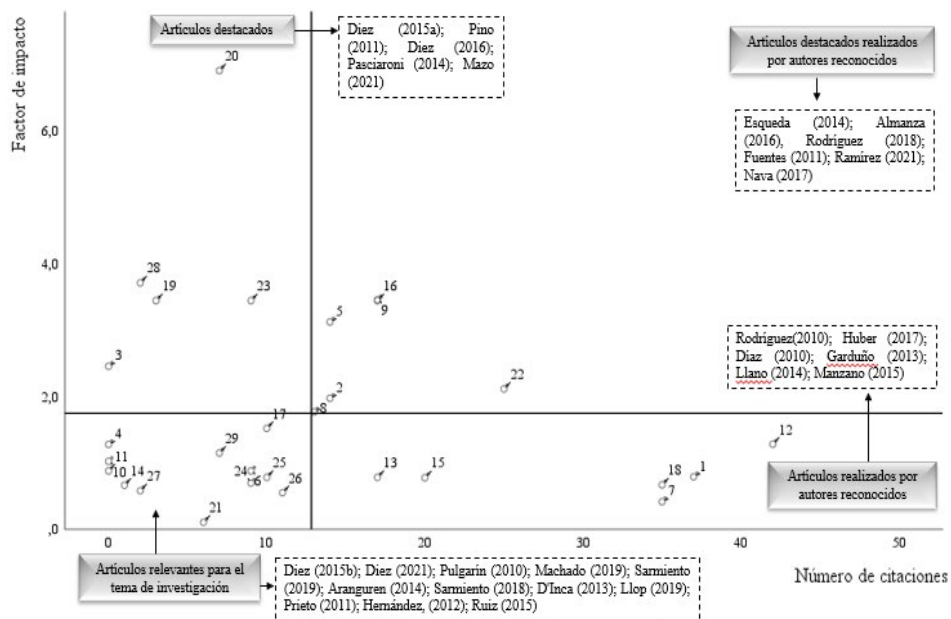 Factor de impacto
6,0
4,0
2,0
,0
0
10
20
30
40
50
Número de citaciones
Artículos destacados
Diez (2015a); Pino
(2011); Diez (2016);
Pasciaroni (2014); Mazo
(2021)
Artículos destacados realizados
por autores reconocidos
Esqueda (2014); Almanza
(2016), Rodríguez (2018);
Fuentes (2011); Ramírez (2021);
Nava (2017)
20
28
19
23
16
9
5
3
22
2
8
17
4
11
10
14
27
29
24
6
25
26
21
13
15
18
7
1
12
Rodríguez(2010); Huber (2017);
Díaz (2010); Garduño (2013);
Llano (2014); Manzano (2015)
Artículos realizados por
autores reconocidos
Artículos relevantes para el
tema de investigación
Diez (2015b); Diez (2021); Pulgarín (2010); Machado (2019); Sarmiento
(2019); Aranguren (2014); Sarmiento (2018); D'Inca (2013); Llop (2019);
Prieto (2011); Hernández, (2012); Ruiz (2015)